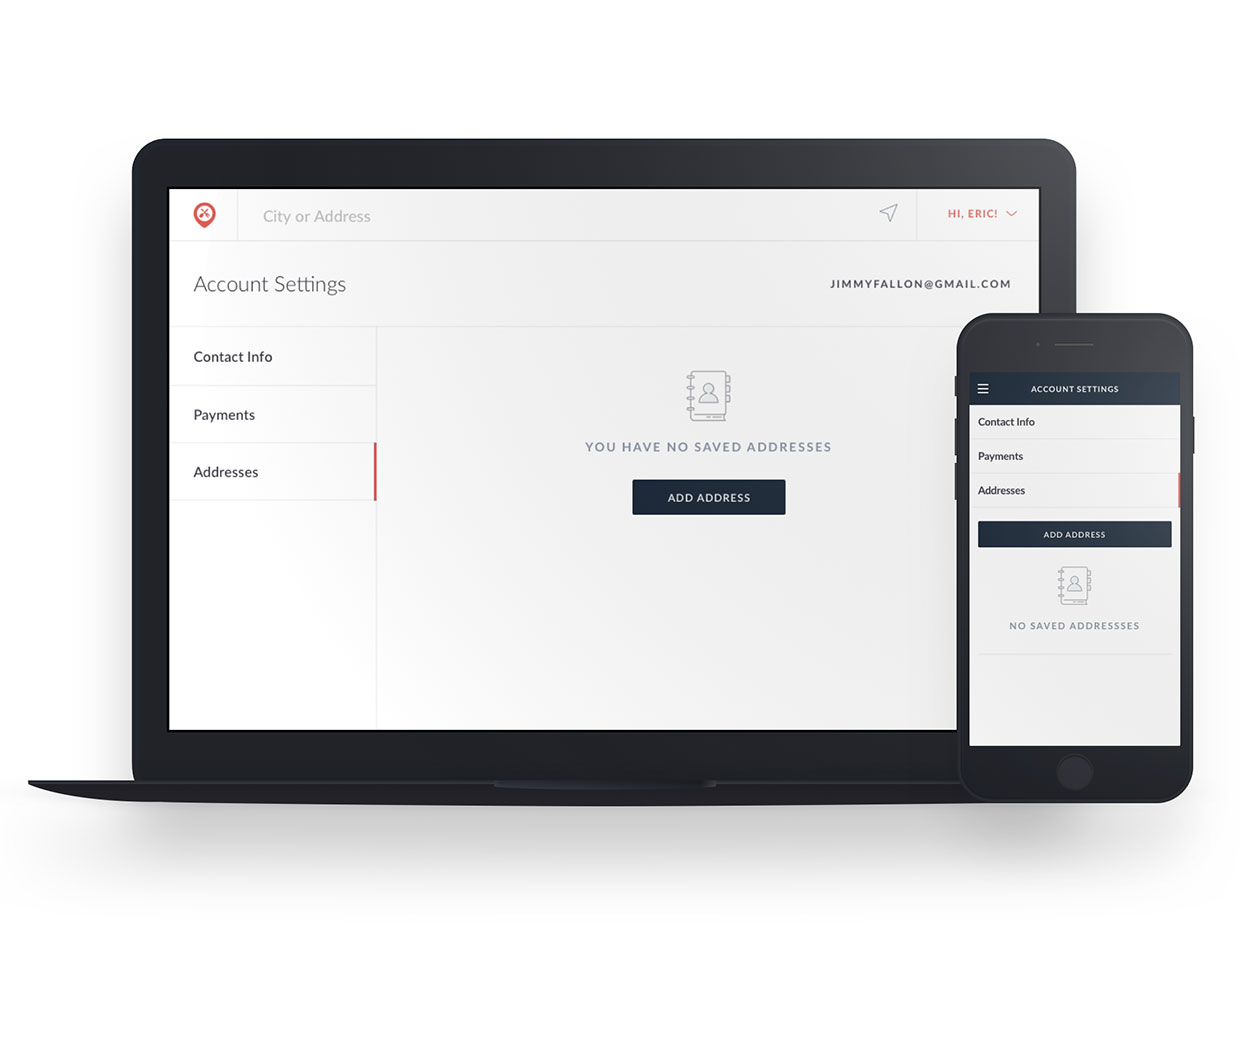 City or Address
HI, ERIC!
Account Settings
JIMMYFALLON@GMAIL.COM
Contact Info
Payments
Addresses
YOU HAVE NO SAVED ADDRESSES
ADD ADDRESS
ACCOUNT SETTINGS
Contact Info
Payments
Addresses
ADD ADDRESS
NO SAVED ADDRESSSES